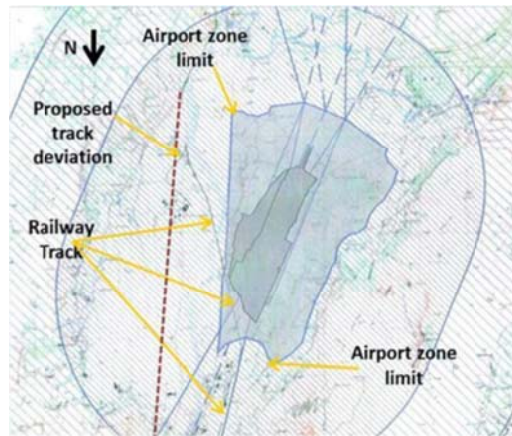 Airport zone
limit
N
Proposed
track
deviation
Railway
Track
Airport zone
limit